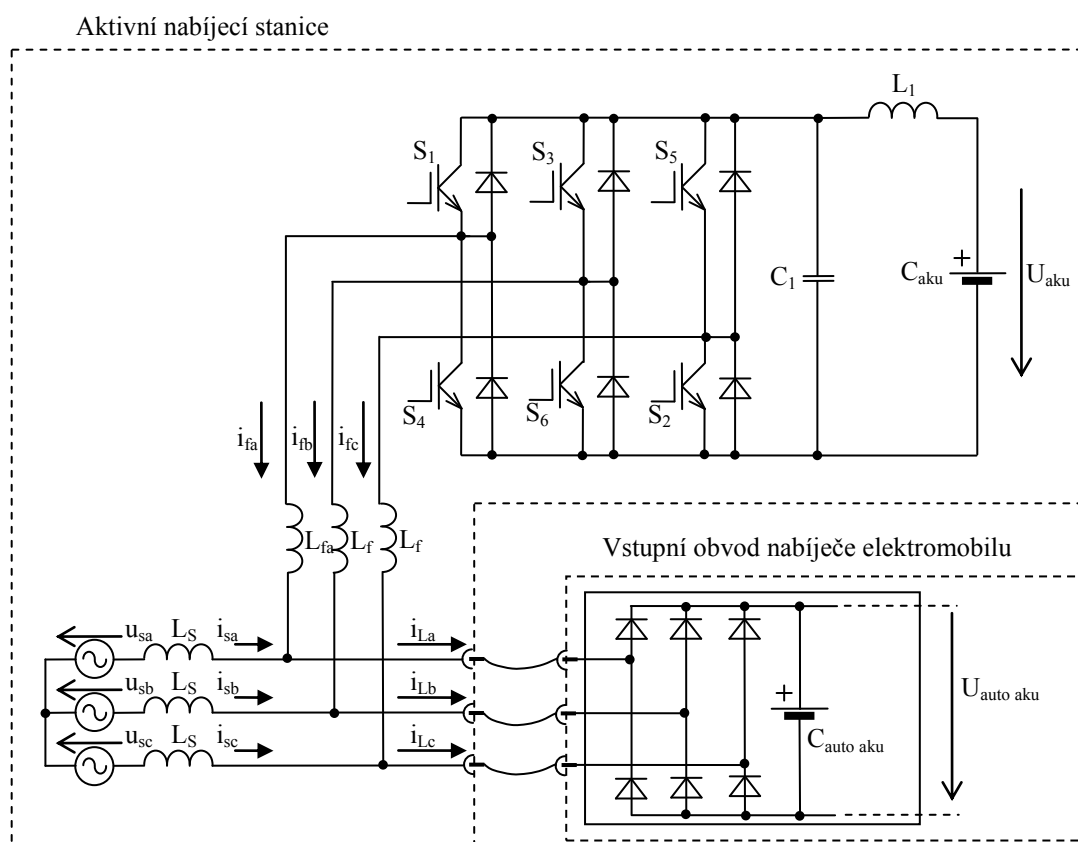 Aktivní nabíjecí stanice
L1
S1
S3
S5
C1
+
Caku
Uaku
S4
S6
S2
ifa
ifb
ifc
Lfa
Lf
Lf
Vstupní obvod nabíječe elektromobilu
usa
LS
isa
iLa
usb
LS
isb
iLb
usc
LS
isc
iLc
+
Cauto aku
Uauto aku